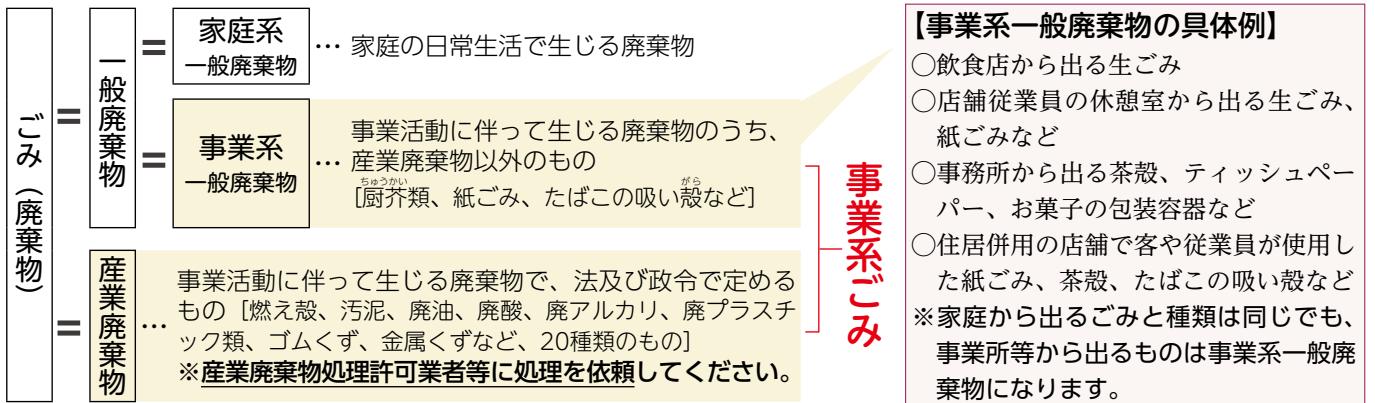 ごみ（廃棄物）
=
一般廃棄物
=
家庭系
一般廃棄物
… 家庭の日常生活で生じる廃棄物
=
事業系
一般廃棄物
… 事業活動に伴って生じる廃棄物のうち、
産業廃棄物以外のもの
ちゅうかい がら
［厨芥類、紙ごみ、たばこの吸い殻など］
=
産業廃棄物
… 事業活動に伴って生じる廃棄物で、法及び政令で定める
もの［燃え殻、汚泥、廃油、廃酸、廃アルカリ、廃プラスチ
ック類、ゴムくず、金属くずなど、20種類のもの］
※産業廃棄物処理許可業者等に処理を依頼してください。
事業系ごみ
【事業系一般廃棄物の具体例】
○飲食店から出る生ごみ
○店舗従業員の休憩室から出る生ごみ、
紙ごみなど
○事務所から出る茶殻、ティッシュペー
パー、お菓子の包装容器など
○住居併用の店舗で客や従業員が使用し
た紙ごみ、茶殻、たばこの吸い殻など
※家庭から出るごみと種類は同じでも、
事業所等から出るものは事業系一般廃
棄物になります。